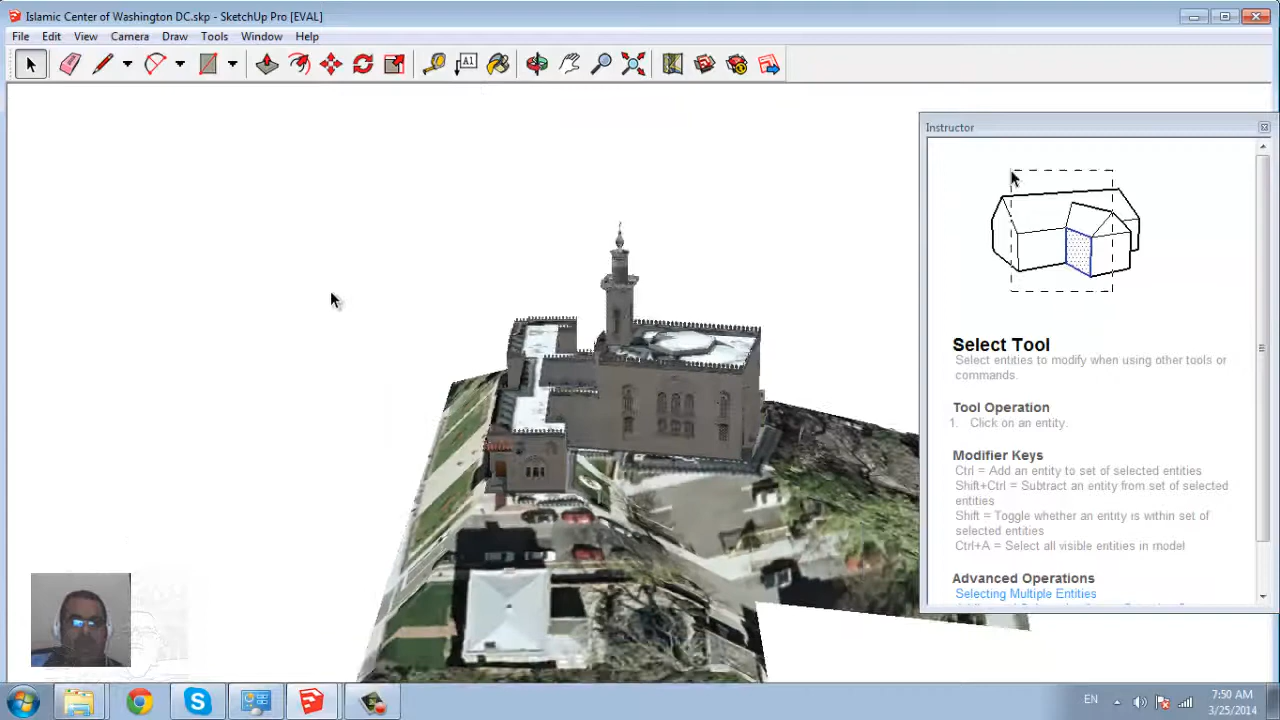 Islamic Center of Washington DC.skp - SketchUp Pro [EVAL]
File Edit View Camera Draw Tools Window Help
A1
Instructor
Select Tool
Select entities to modify when using other tools or
commands.
Tool Operation
1. Click on an entity.
Modifier Keys
Ctrl = Add an entity to set of selected entities
Shift+Ctrl = Subtract an entity from set of selected
entities
Shift = Toggle whether an entity is within set of
selected entities
Ctrl+A = Select all visible entities in model
Advanced Operations
Selecting Multiple Entities
EN
7:50 AM
3/25/2014